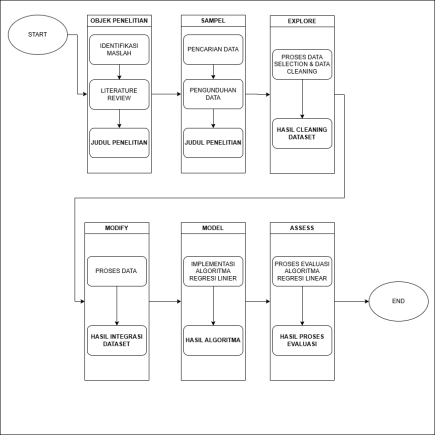 START
OBJEK PENELITIAN
IDENTIFIKASI
MASLAH
LITERATURE
REVIEW
JUDUL PENELITIAN
SAMPEL
PENCARIAN DATA
PENGUNDUHAN
DATA
JUDUL PENELITIAN
EXPLORE
PROSES DATA
SELECTION & DATA
CLEANING
HASIL CLEANING
DATASET
MODIFY
PROSES DATA
HASIL INTEGRASI
DATASET
MODEL
IMPLEMENTASI
ALGORITMA
REGRESI LINIER
HASIL ALGORITMA
ASSESS
PROSES EVALUASI
ALGORITMA
REGRESI LINEAR
HASIL PROSES
EVALUASI
END